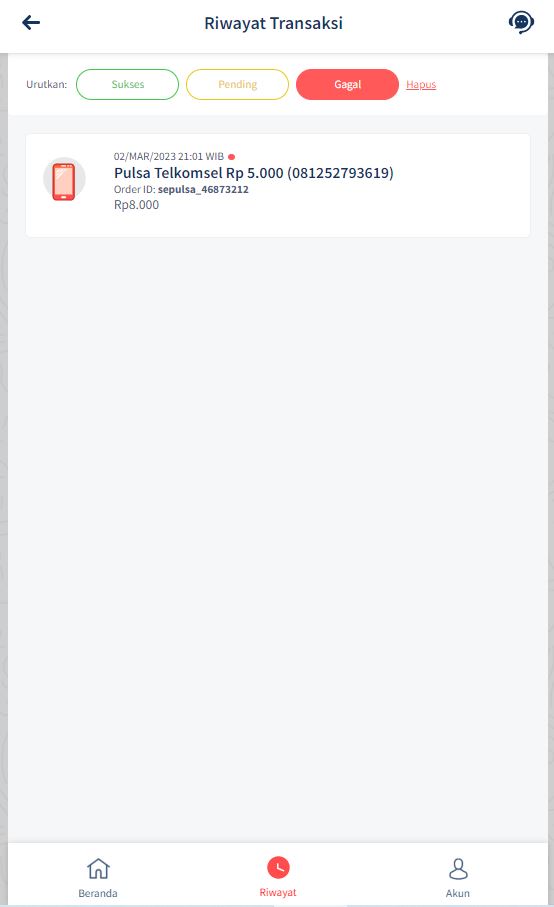 Riwayat Transaksi
Urutkan: Sukses Pending Gagal Hapus
02/MAR/2023 21:01 WIB
Pulsa Telkomsel Rp 5.000 (081252793619)
Order ID: sepulsa_46873212
Rp8.000
Beranda Riwayat Akun